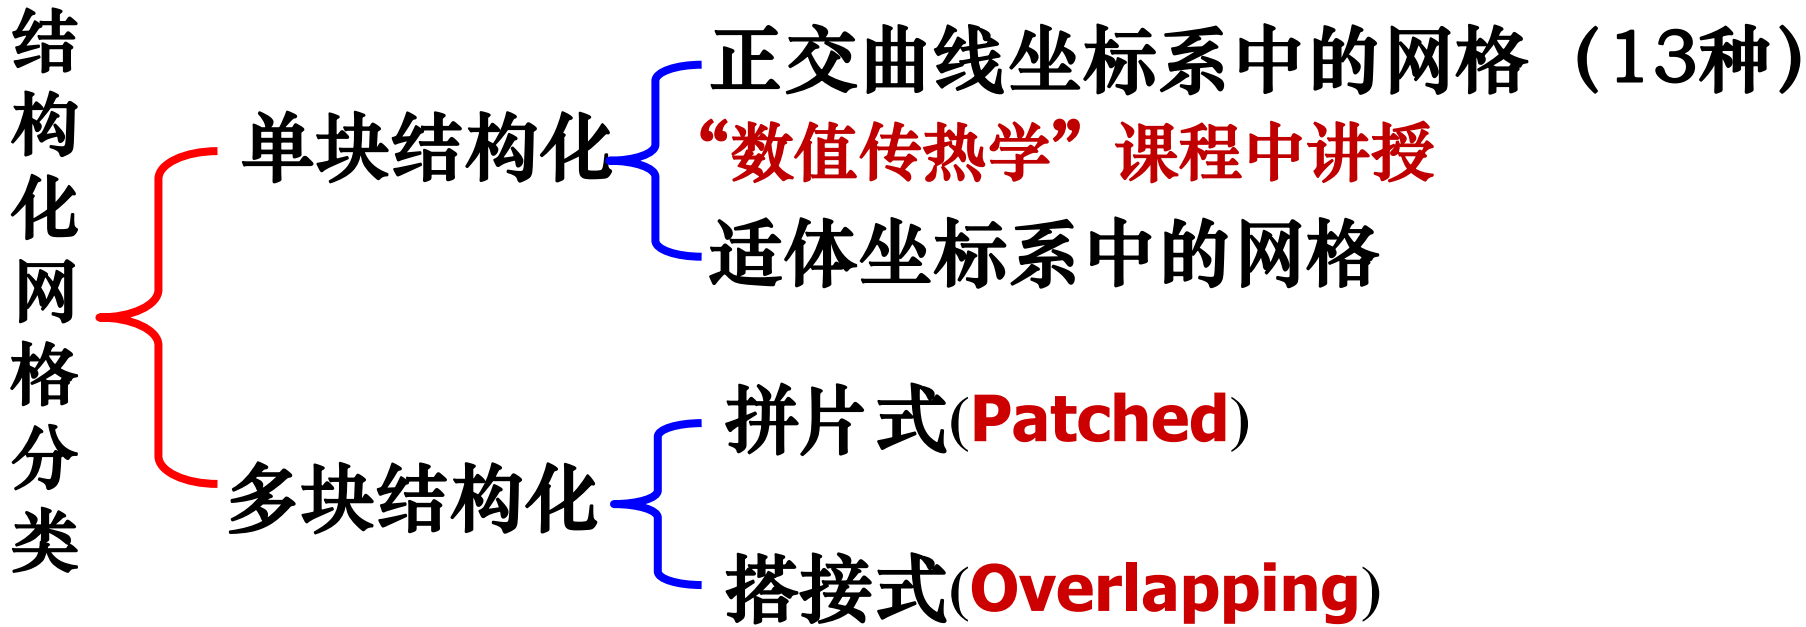 结构化网格分类
单块结构化
正交曲线坐标系中的网格（13种）
“数值传热学”课程中讲授
适体坐标系中的网格
多块结构化
拼片式(Patched)
搭接式(Overlapping)